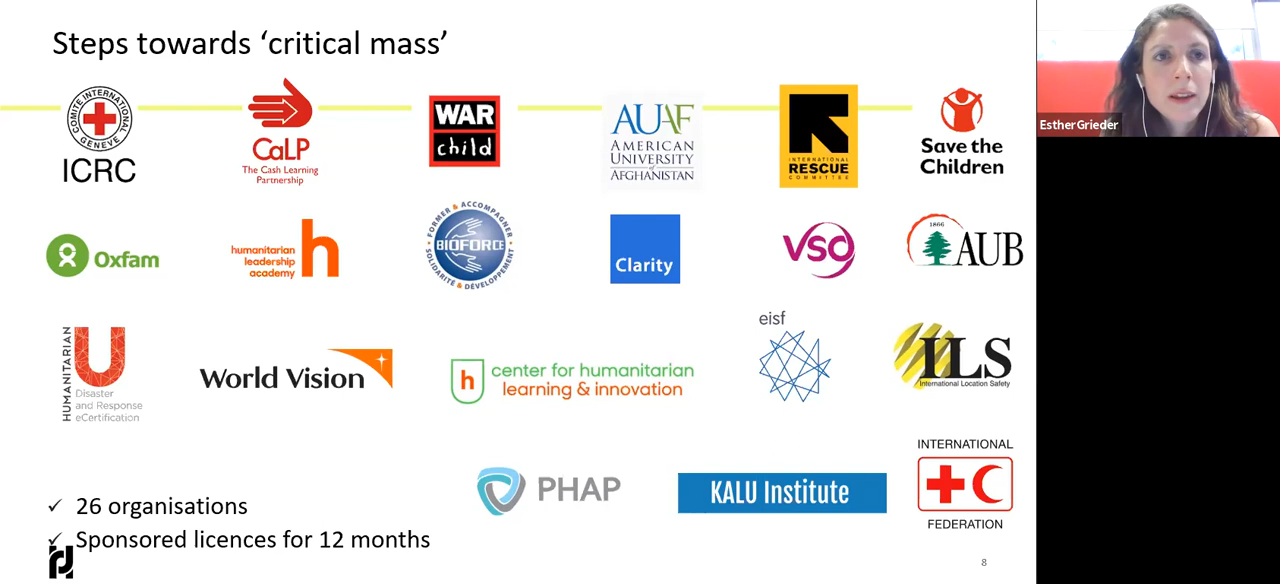 Steps towards ‘critical mass’
COMITE INTERNATIONAL
GENEVE
ICRC
CaLP
The Cash Learning
Partnership
WAR
child
AUAF
AMERICAN
UNIVERSITY
of
AFGHANISTAN
INTERNATIONAL
RESCUE
COMMITTEE
Save the
Children
EstherGrieder
Oxfam
humanitarian
leadership
academy
h
FORMER & ACCOMPAGNER
BIOFORCE
SOLIDARITÉ & DÉVELOPPEMENT
Clarity
vso
1866
AUB
HUMANITARIAN
U
Disaster
and Response
eCertification
World Vision
h
center for humanitarian
learning & innovation
eisf
ILS
International Location Safety
PHAP
KALU Institute
INTERNATIONAL
FEDERATION
✓ 26 organisations
✓ Sponsored licences for 12 months
8